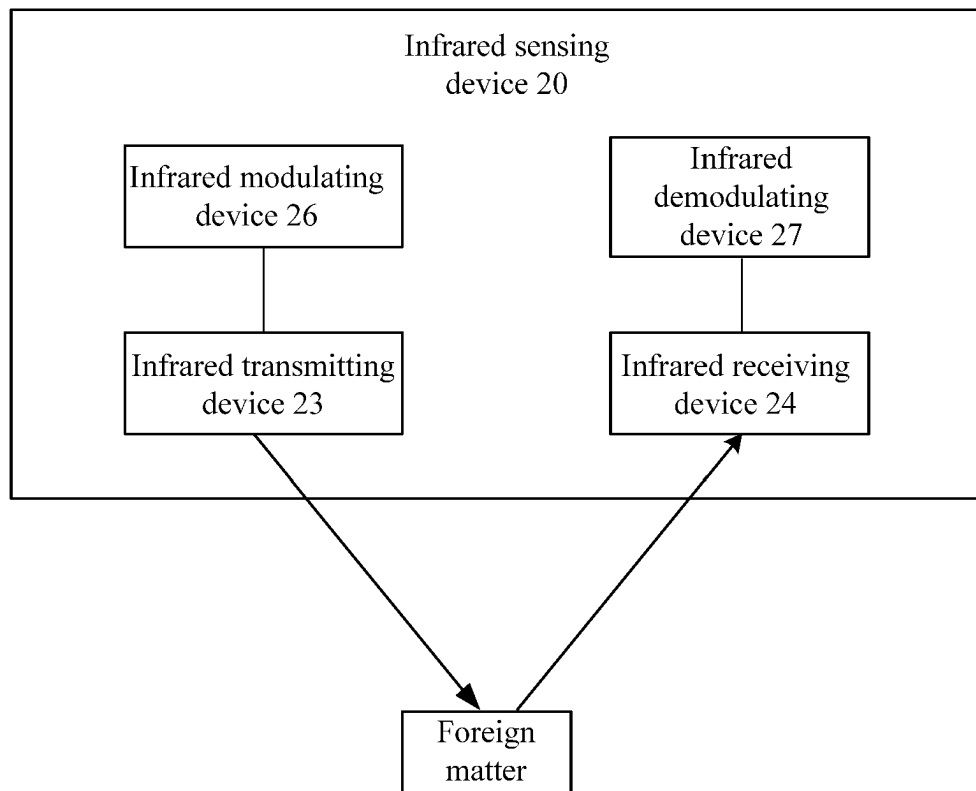 Infrared sensing
device 20
Infrared modulating
device 26
Infrared
demodulating
device 27
Infrared transmitting
device 23
Infrared receiving
device 24
Foreign
matter